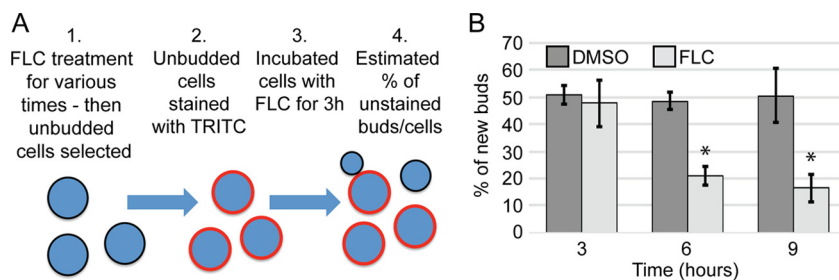 A
1.
FLC treatment
for various
times - then
unbudded
cells selected
2.
Unbudded
cells
stained
with TRITC
3.
Incubated
cells with
FLC for 3h
4.
Estimated
% of
unstained
buds/cells
B
% of new buds
70
60
50
40
30
20
10
0
DMSO FLC
*
*
3 6 9
Time (hours)